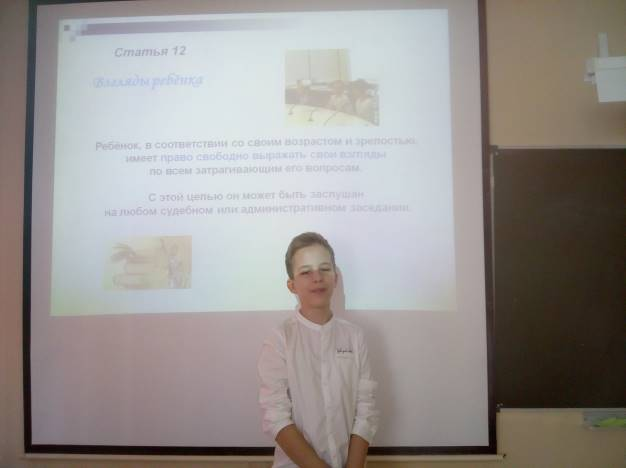 Статья 12
Взгляды ребёнка
Ребёнок, в соответствии со своим возрастом и зрелостью,
имеет право свободно выражать свои взгляды
по всем затрагивающим его вопросам.
С этой целью он может быть заслушан
на любом судебном или административном заседании.